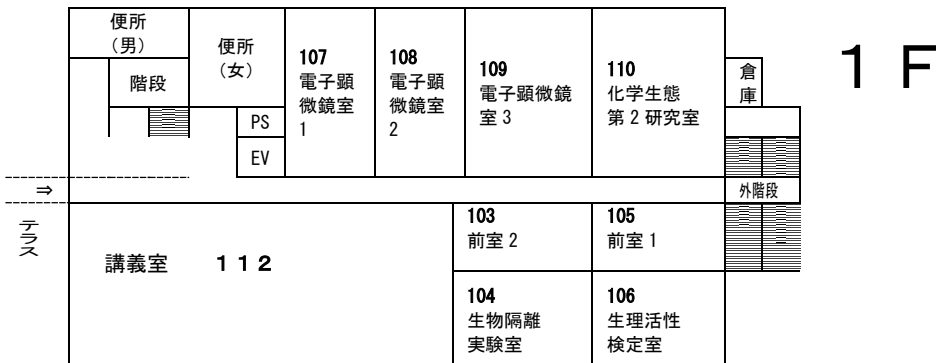 １Ｆ
便所
（男）
階段
便所
（女）
PS
EV
107
電子顕
微鏡室
1
108
電子顕
微鏡室
2
109
電子顕微鏡
室 3
110
化学生態
第 2 研究室
倉
庫
⇒
外階段
テラス
講義室 １１２
103
前室 2
105
前室 1
104
生物隔離
実験室
106
生理活性
検定室